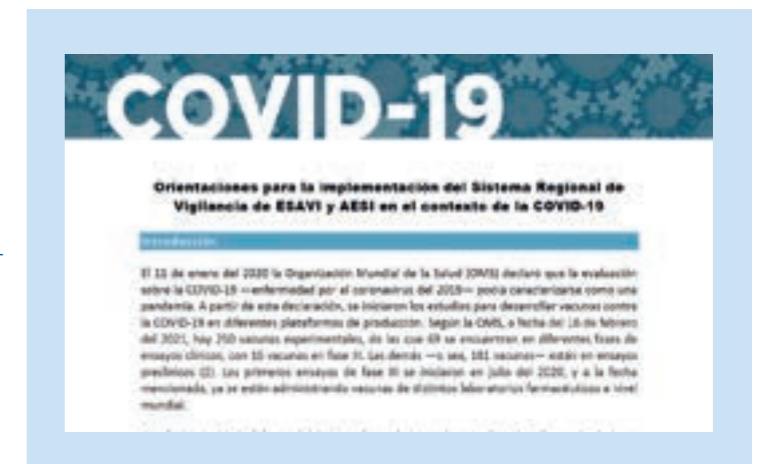 COVID-19
Orientaciones para la implementación del Sistema Regional de
Vigilancia de ESAVI y AESI en el contexto de la COVID-19
Introducción
El 11 de enero del 2020 la Organización Mundial de la Salud (OMS) declaró que la evaluación
sobre la COVID-19 —enfermedad por el coronavirus del 2019— podía caracterizarse como una
pandemia. A partir de esta declaración, se iniciaron los estudios para desarrollar vacunas contra
la COVID-19 en diferentes plataformas de producción. Según la OMS, a fecha del 16 de febrero
del 2021, hay 250 vacunas experimentales, de las que 69 se encuentran en diferentes fases de
ensayos clínicos, con 16 vacunas en fase III. Las demás —o sea, 181 vacunas— están en ensayos
preclínicos (2). Los primeros ensayos de fase III se iniciaron en julio del 2020, y a la fecha
mencionada, ya se están administrando vacunas de distintos laboratorios farmacéuticos a nivel
mundial.